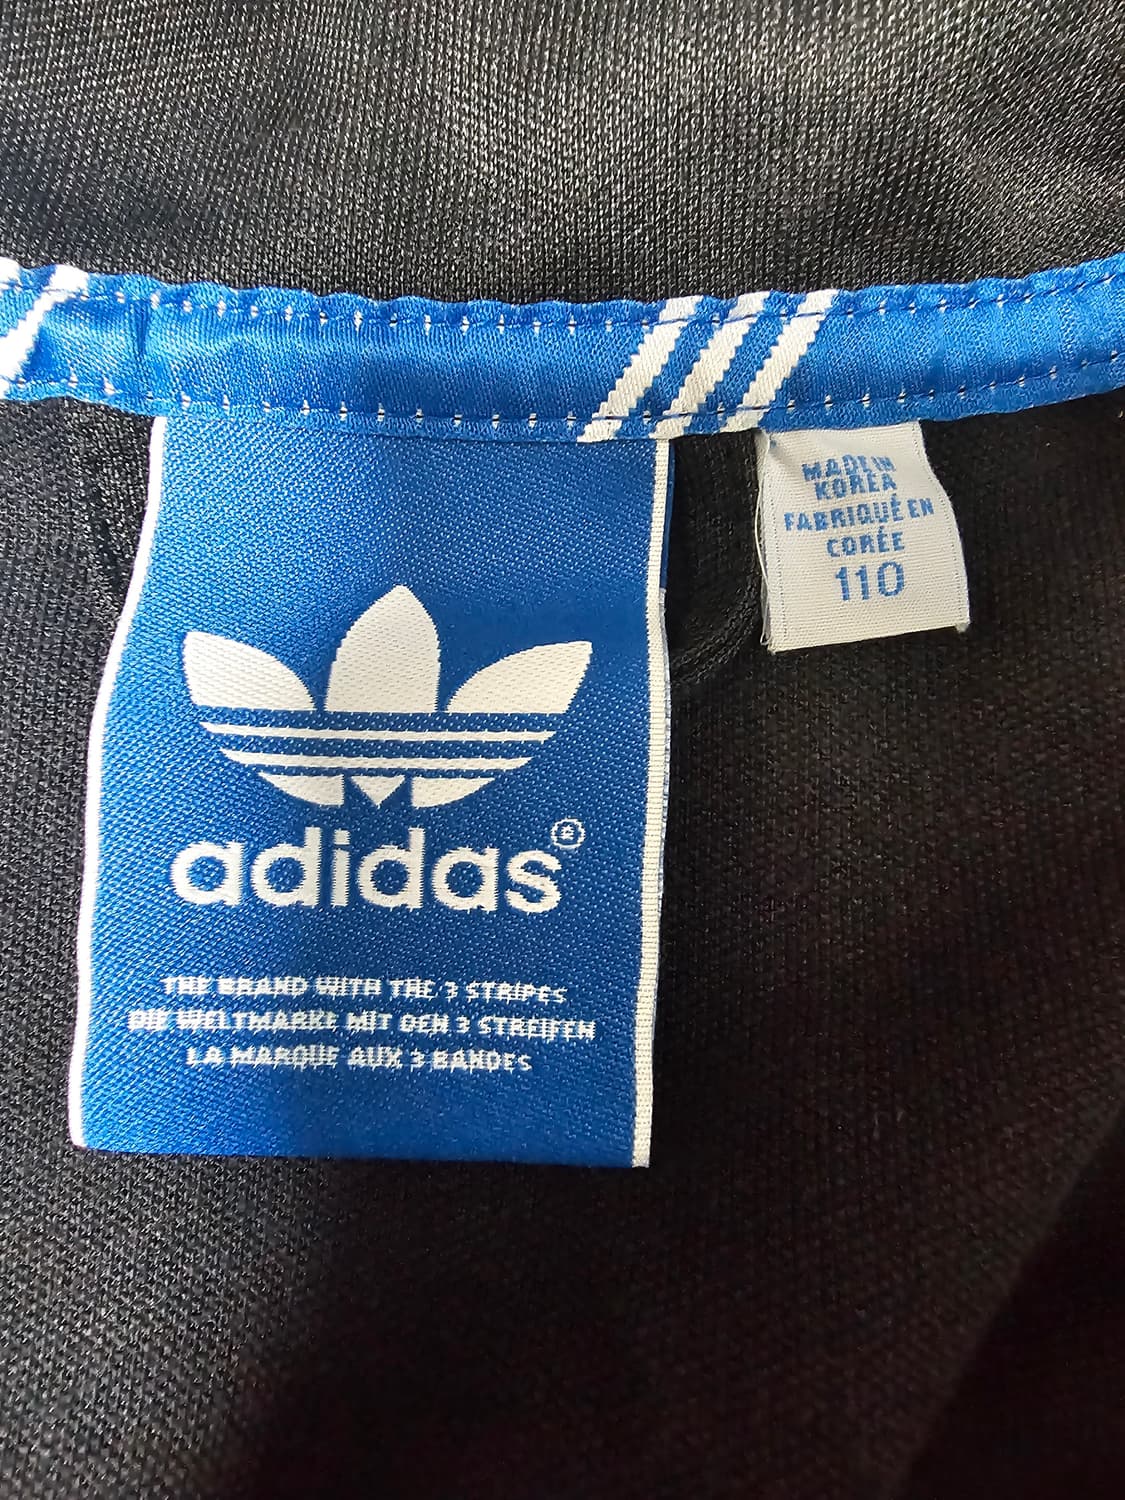 MADE IN
KOREA
FABRIQUÉ EN
CORÉE
110
adidas®
THE BRAND WITH THE 3 STRIPES
DIE WELTMARKE MIT DEN 3 STREIFEN
LA MARQUE AUX 3 BANDES